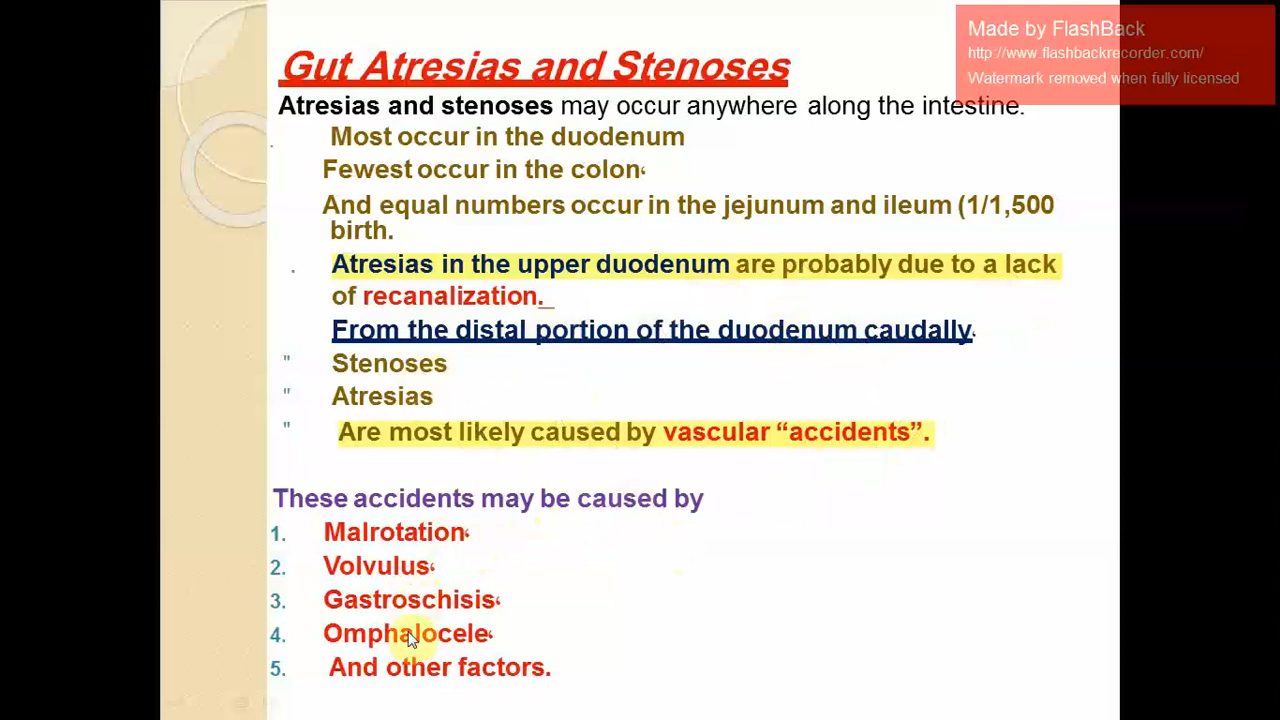 Made by FlashBack
http://www.flashbackrecorder.com/
Watermark removed when fully licensed
Gut Atresias and Stenoses
Atresias and stenoses may occur anywhere along the intestine.
. Most occur in the duodenum
Fewest occur in the colon،
And equal numbers occur in the jejunum and ileum (1/1,500
birth.
. Atresias in the upper duodenum are probably due to a lack
of recanalization._
From the distal portion of the duodenum caudally،
" Stenoses
" Atresias
" Are most likely caused by vascular “accidents”.
These accidents may be caused by
1. Malrotation،
2. Volvulus،
3. Gastroschisis،
4. Omphalocele،
5. And other factors.